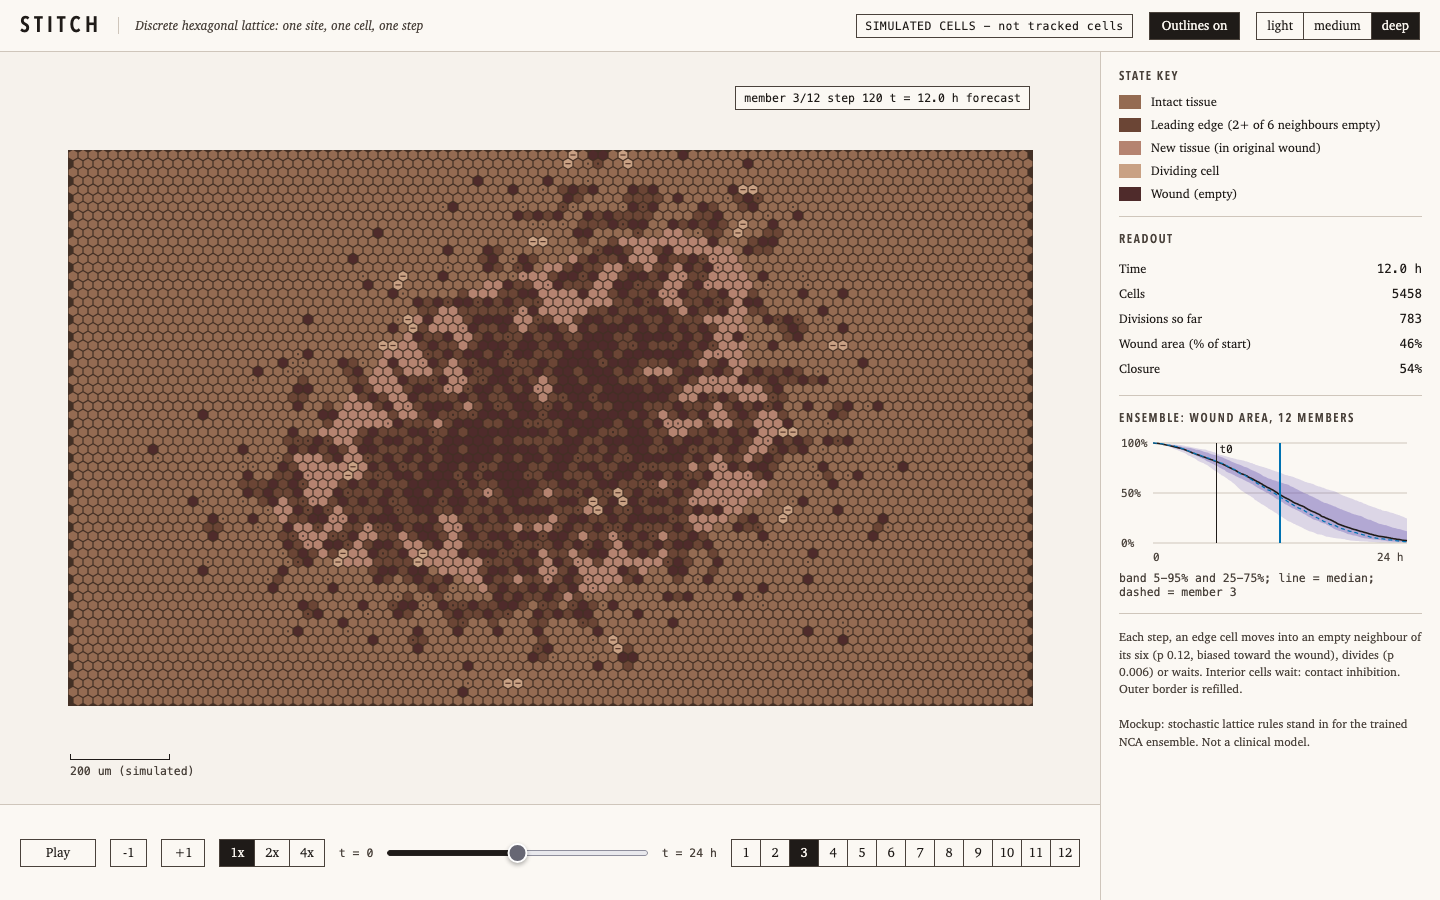 STITCH
Discrete hexagonal lattice: one site, one cell, one step
SIMULATED CELLS – not tracked cells
Outlines on
light medium deep
member 3/12 step 120 t = 12.0 h forecast
200 um (simulated)
STATE KEY
Intact tissue
Leading edge (2+ of 6 neighbours empty)
New tissue (in original wound)
Dividing cell
Wound (empty)
READOUT
Time 12.0 h
Cells 5458
Divisions so far 783
Wound area (% of start) 46%
Closure 54%
ENSEMBLE: WOUND AREA, 12 MEMBERS
100%
t0
50%
0%
0 24 h
band 5–95% and 25–75%; line = median;
dashed = member 3
Each step, an edge cell moves into an empty neighbour of
its six (p 0.12, biased toward the wound), divides (p
0.006) or waits. Interior cells wait: contact inhibition.
Outer border is refilled.
Mockup: stochastic lattice rules stand in for the trained
NCA ensemble. Not a clinical model.
Play -1 +1 1x 2x 4x t = 0 t = 24 h 1 2 3 4 5 6 7 8 9 10 11 12